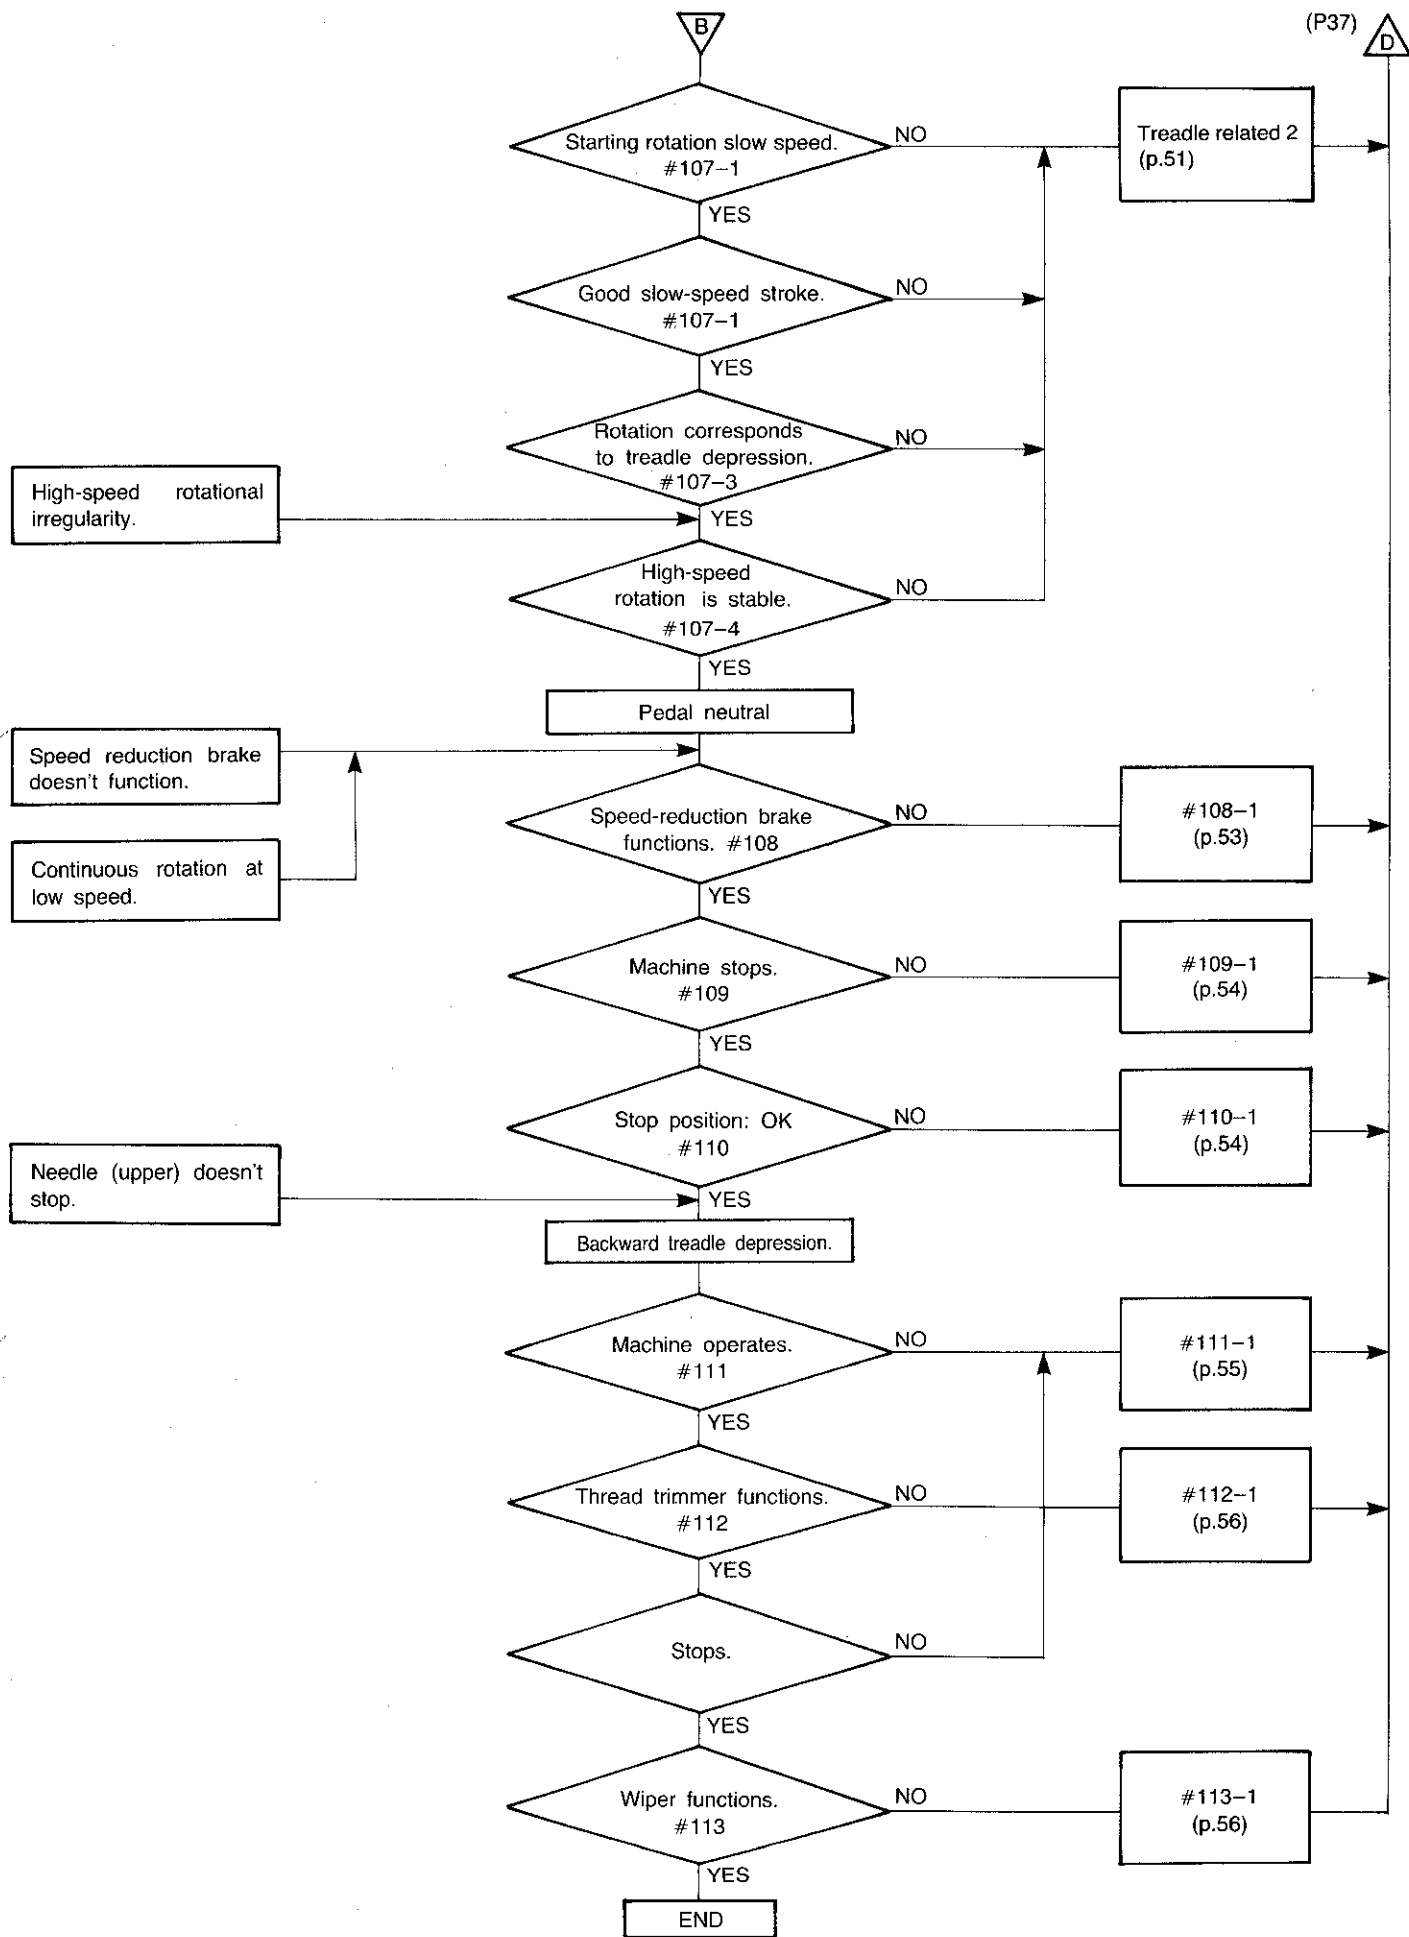 B
(P37)
D
Starting rotation slow speed.
#107–1
NO
Treadle related 2
(p.51)
YES
Good slow-speed stroke.
#107–1
NO
YES
Rotation corresponds
to treadle depression.
#107–3
NO
High-speed rotational
irregularity.
YES
High-speed
rotation is stable.
#107–4
NO
YES
Pedal neutral
Speed reduction brake
doesn't function.
Continuous rotation at
low speed.
Speed-reduction brake
functions. #108
NO
#108–1
(p.53)
YES
Machine stops.
#109
NO
#109–1
(p.54)
YES
Stop position: OK
#110
NO
#110–1
(p.54)
Needle (upper) doesn't
stop.
YES
Backward treadle depression.
Machine operates.
#111
NO
#111–1
(p.55)
YES
Thread trimmer functions.
#112
NO
#112–1
(p.56)
YES
Stops.
NO
YES
Wiper functions.
#113
NO
#113–1
(p.56)
YES
END